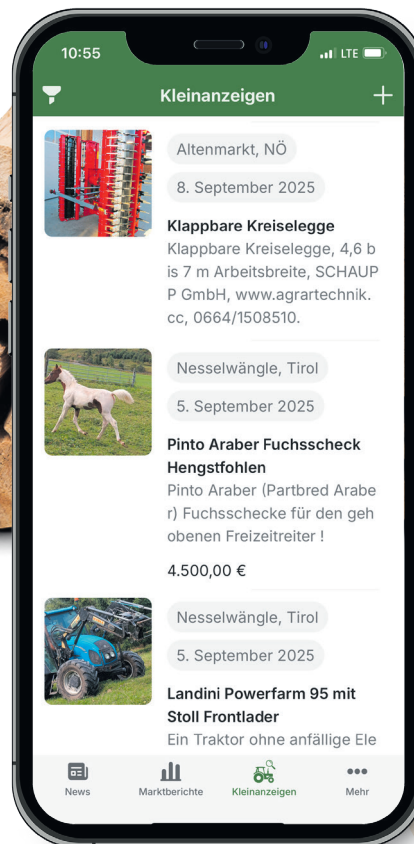 10:55
LTE
Kleinanzeigen
Altenmarkt, NÖ
8. September 2025
Klappbare Kreiselegge
Klappbare Kreiselegge, 4,6 b
is 7 m Arbeitsbreite, SCHAUP
P GmbH, www.agrartechnik.
cc, 0664/1508510.
Nesselwängle, Tirol
5. September 2025
Pinto Araber Fuchsscheck
Hengstfohlen
Pinto Araber (Partbred Arabe
r) Fuchsschecke für den geh
obenen Freizeitreiter !
4.500,00 €
Nesselwängle, Tirol
5. September 2025
Landini Powerfarm 95 mit
Stoll Frontlader
Ein Traktor ohne anfällige Ele
News
Marktberichte
Kleinanzeigen
Mehr